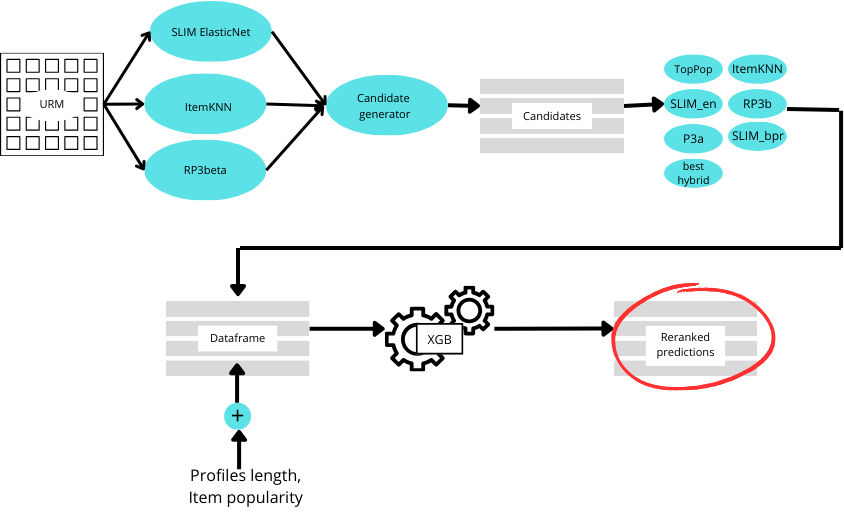 URM
SLIM ElasticNet
ItemKNN
RP3beta
Candidate
generator
Candidates
TopPop
ItemKNN
SLIM_en
RP3b
P3a
SLIM_bpr
best
hybrid
Dataframe
XGB
Reranked
predictions
+
Profiles length,
Item popularity